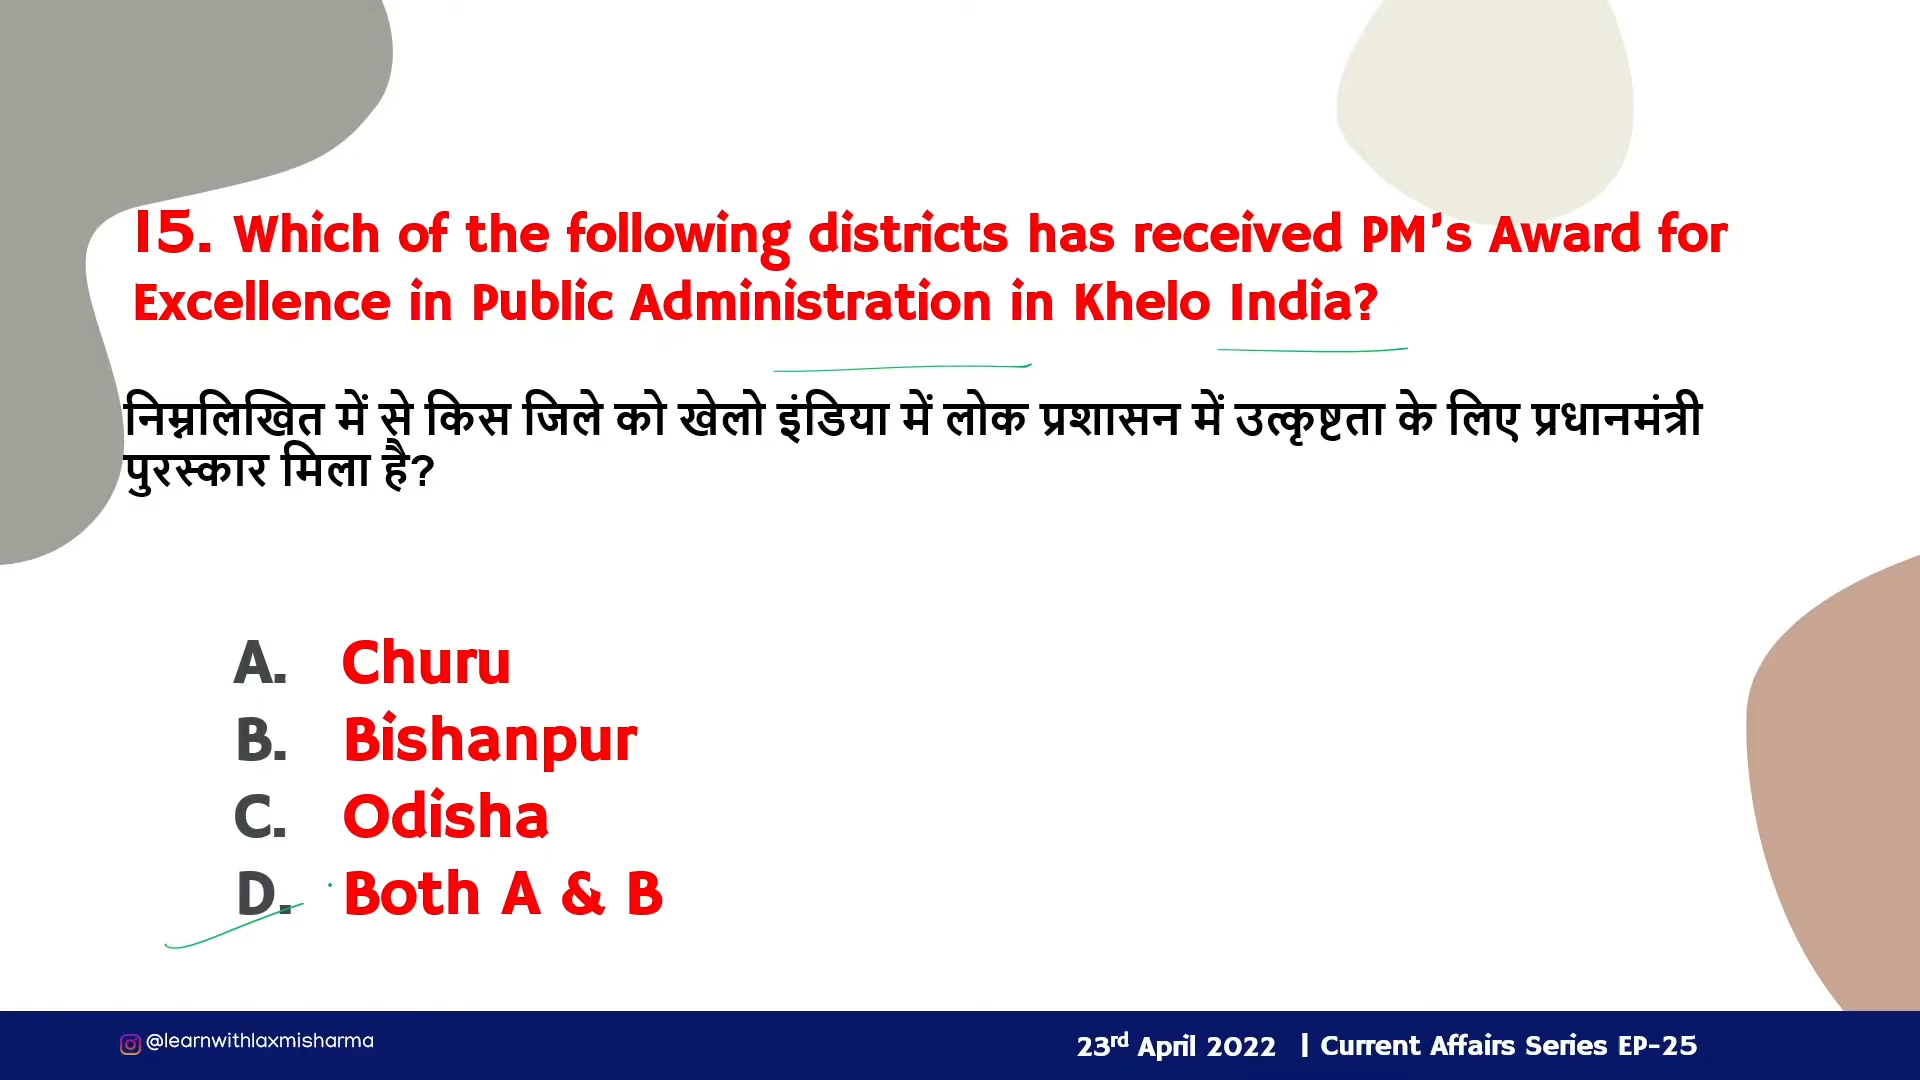 15. Which of the following districts has received PM's Award for
Excellence in Public Administration in Khelo India?
निम्नलिखित में से किस जिले को खेलो इंडिया में लोक प्रशासन में उत्कृष्टता के लिए प्रधानमंत्री
पुरस्कार मिला है?
A. Churu
B. Bishanpur
C. Odisha
D. Both A & B
@learnwithlaxmisharma
23rd April 2022 | Current Affairs Series EP-25